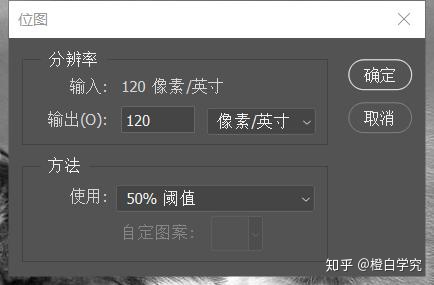 位图
分辨率
输入: 120 像素/英寸
输出(O): 120 像素/英寸
确定
取消
方法
使用: 50% 阈值
自定图案:
知乎 @橙白学究